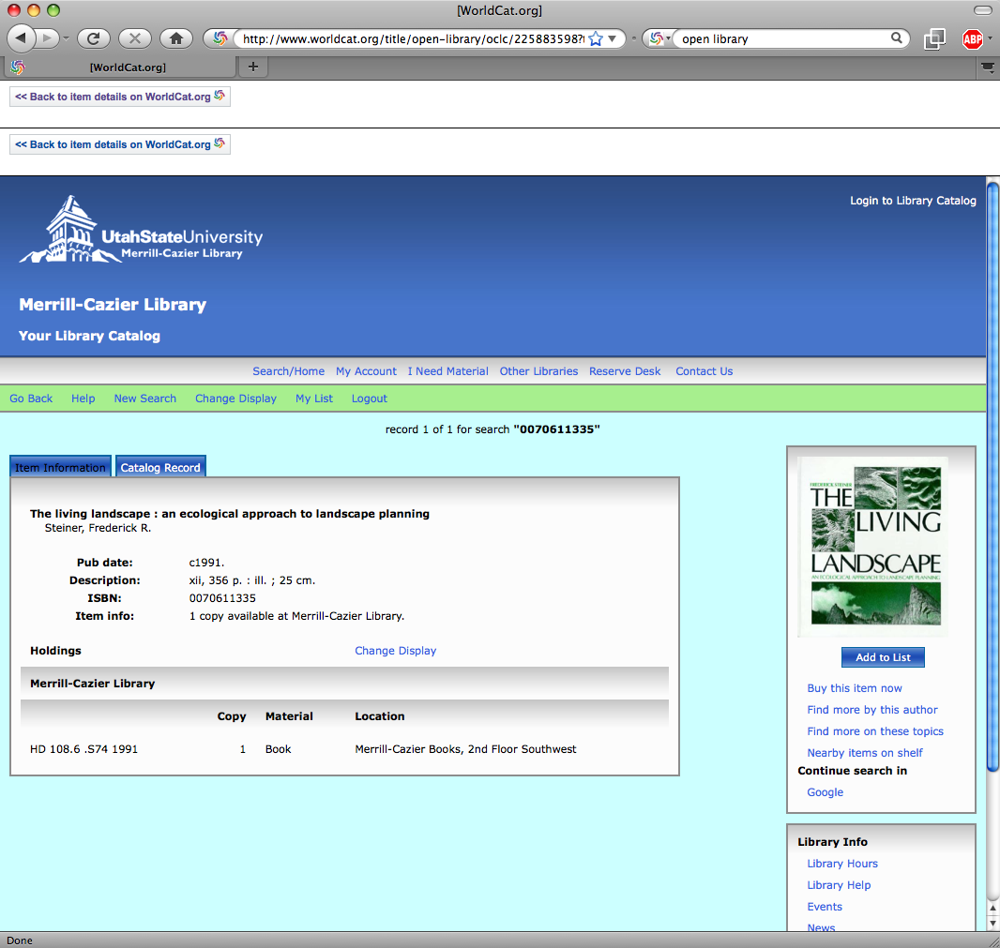 [WorldCat.org]
http://www.worldcat.org/title/open-library/oclc/225883598?
open library
ABP
[WorldCat.org]
<< Back to item details on WorldCat.org
<< Back to item details on WorldCat.org
Login to Library Catalog
UtahStateUniversity
Merrill-Cazier Library
Merrill-Cazier Library
Your Library Catalog
Search/Home My Account I Need Material Other Libraries Reserve Desk Contact Us
Go Back Help New Search Change Display My List Logout
record 1 of 1 for search "0070611335"
Item Information Catalog Record
The living landscape : an ecological approach to landscape planning
Steiner, Frederick R.
Pub date: c1991.
Description: xii, 356 p. : ill. ; 25 cm.
ISBN: 0070611335
Item info: 1 copy available at Merrill-Cazier Library.
Holdings Change Display
Merrill-Cazier Library
Copy Material Location
HD 108.6 .S74 1991 1 Book Merrill-Cazier Books, 2nd Floor Southwest
FREDERICK STEINER
THE
LIVING
LANDSCAPE
AN ECOLOGICAL APPROACH TO LANDSCAPE PLANNING
Add to List
Buy this item now
Find more by this author
Find more on these topics
Nearby items on shelf
Continue search in
Google
Library Info
Library Hours
Library Help
Events
News
Done